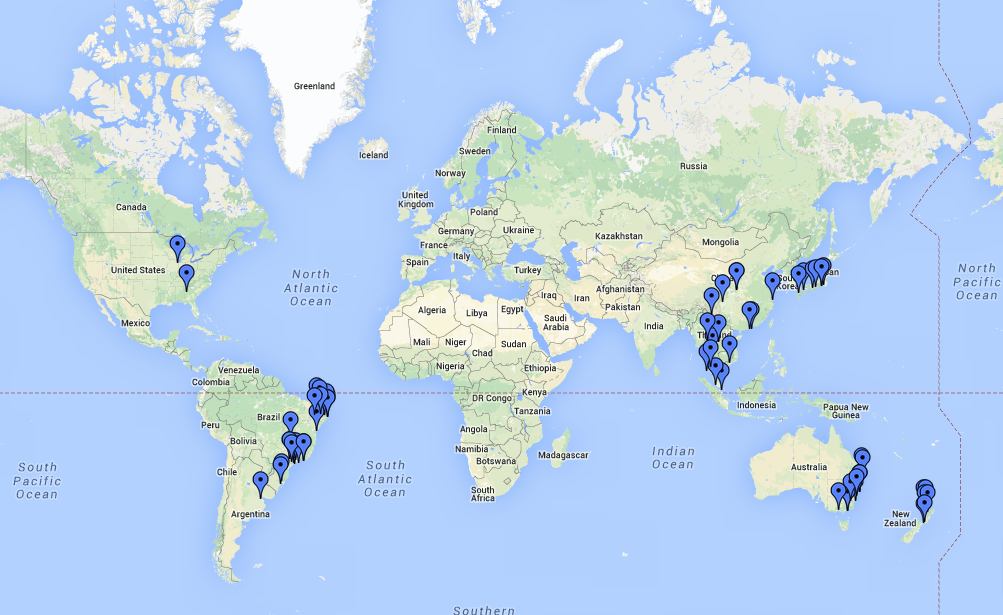 Greenland
Finland
Iceland
Sweden
Russia
Norway
Canada
United
Kingdom
Poland
Germany
Ukraine
Kazakhstan
Mongolia
France
Italy
Spain
Turkey
United States
North
Atlantic
Ocean
North
Pacific
Ocean
Afghanistan
Iraq
Iran
Pakistan
Algeria
Libya
Egypt
Saudi
Arabia
Mexico
India
Mali
Niger
Sudan
Chad
Nigeria
Ethiopia
Venezuela
Colombia
Kenya
DR Congo
Indonesia
Papua New
Guinea
Tanzania
Brazil
Peru
Angola
Bolivia
Namibia
Madagascar
Botswana
Indian
Ocean
Australia
Chile
South
Pacific
Ocean
South
Atlantic
Ocean
South
Africa
Argentina
New
Zealand
Southern